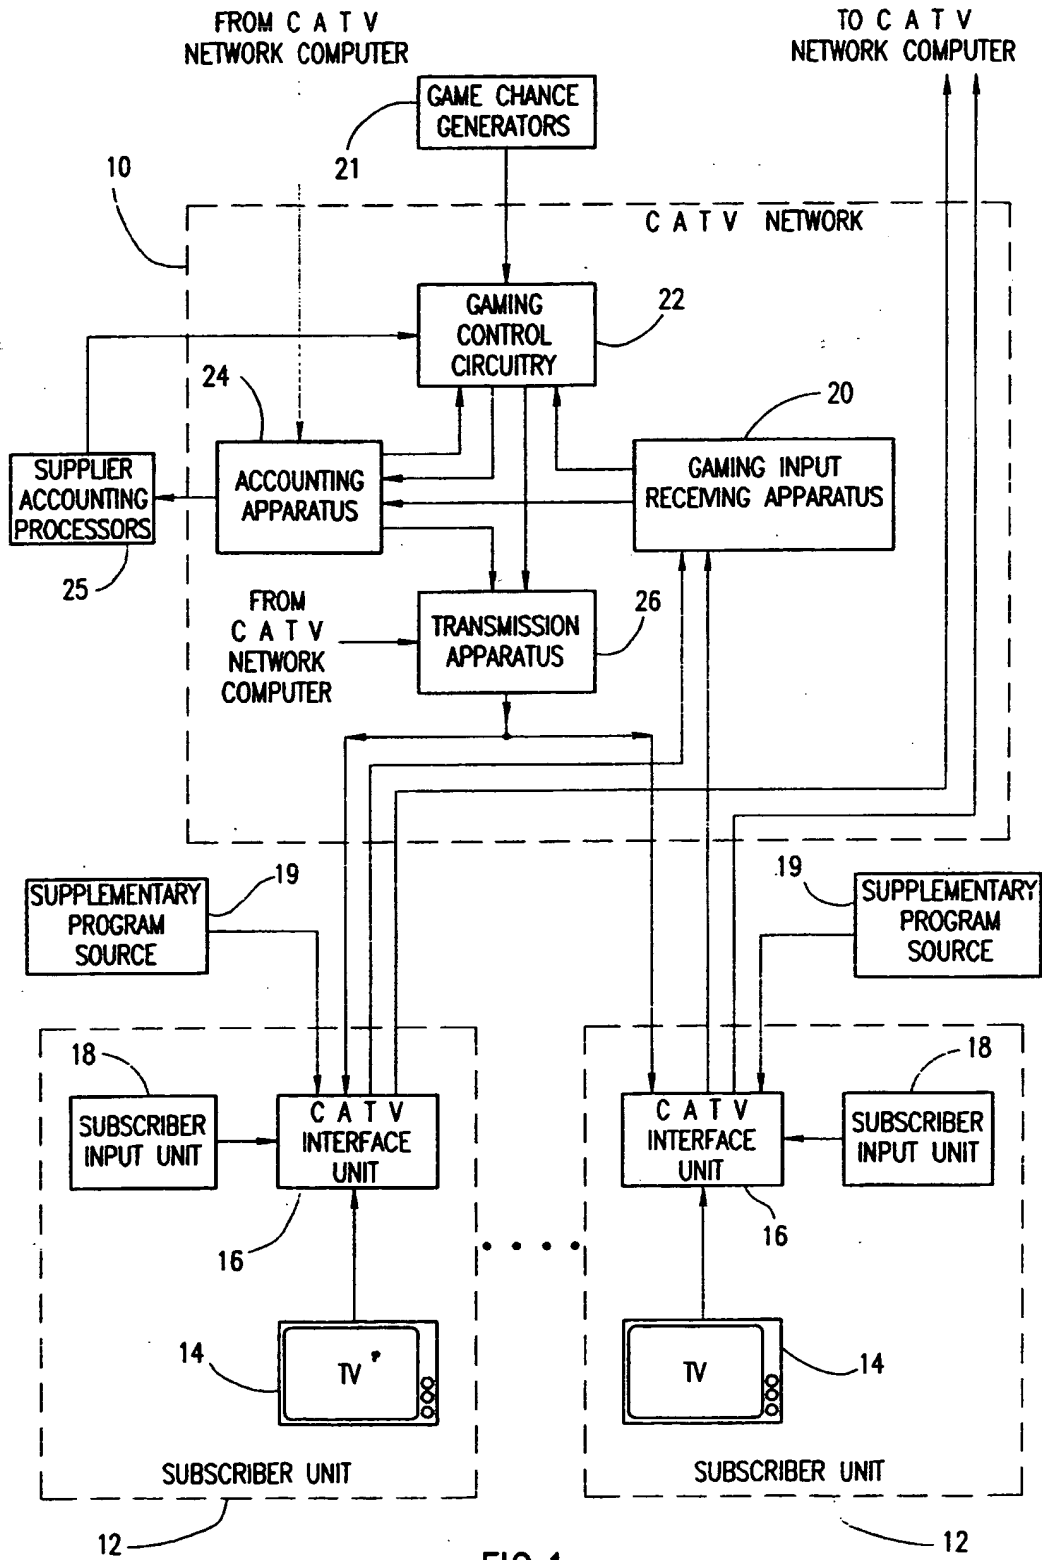 FROM C A T V
NETWORK COMPUTER
TO C A T V
NETWORK COMPUTER
GAME CHANCE
GENERATORS
21
10
C A T V NETWORK
GAMING
CONTROL
CIRCUITRY
22
24
20
SUPPLIER
ACCOUNTING
PROCESSORS
25
ACCOUNTING
APPARATUS
GAMING INPUT
RECEIVING APPARATUS
FROM
C A T V
NETWORK
COMPUTER
TRANSMISSION
APPARATUS
26
SUPPLEMENTARY
PROGRAM
SOURCE
19
19
SUPPLEMENTARY
PROGRAM
SOURCE
18
SUBSCRIBER
INPUT UNIT
C A T V
INTERFACE
UNIT
16
C A T V
INTERFACE
UNIT
16
18
SUBSCRIBER
INPUT UNIT
14
TV
TV
14
SUBSCRIBER UNIT
SUBSCRIBER UNIT
12
12
FIG. 1